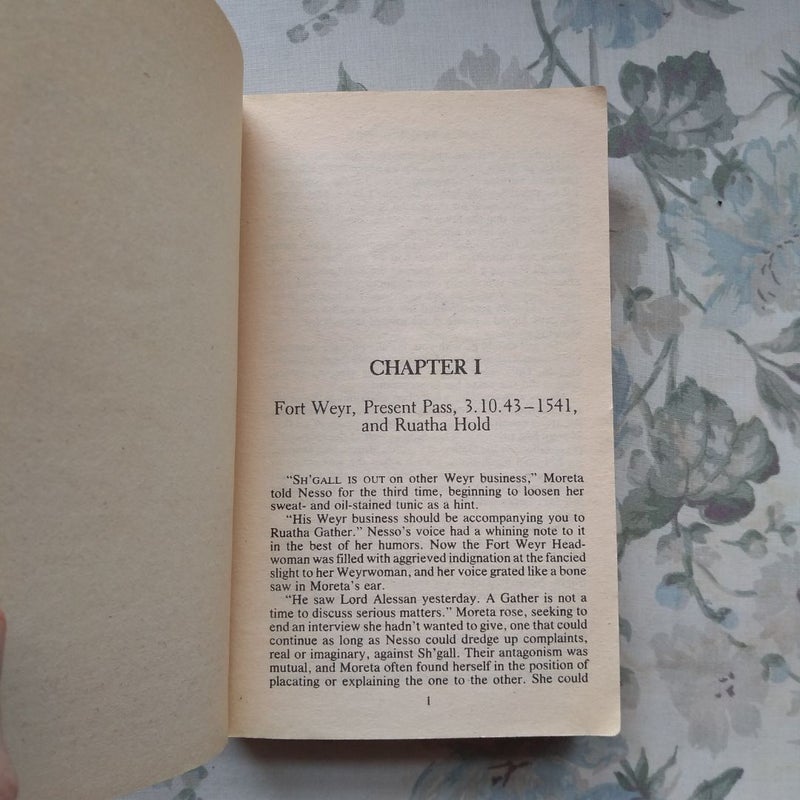 CHAPTER I
Fort Weyr, Present Pass, 3.10.43–1541,
and Ruatha Hold
“SH’GALL IS OUT on other Weyr business,” Moreta
told Nesso for the third time, beginning to loosen her
sweat- and oil-stained tunic as a hint.
“His Weyr business should be accompanying you to
Ruatha Gather.” Nesso’s voice had a whining note to it
in the best of her humors. Now the Fort Weyr Head-
woman was filled with aggrieved indignation at the fancied
slight to her Weyrwoman, and her voice grated like a bone
saw in Moreta’s ear.
“He saw Lord Alessan yesterday. A Gather is not a
time to discuss serious matters.” Moreta rose, seeking to
end an interview she hadn’t wanted to give, one that could
continue as long as Nesso could dredge up complaints,
real or imaginary, against Sh’gall. Their antagonism was
mutual, and Moreta often found herself in the position of
placating or explaining the one to the other. She could
1